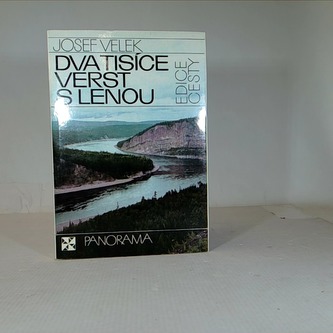 JOSEF VELEK
DVATISÍCE
VERST
S LENOU
EDICE
CESTY
PANORAMA